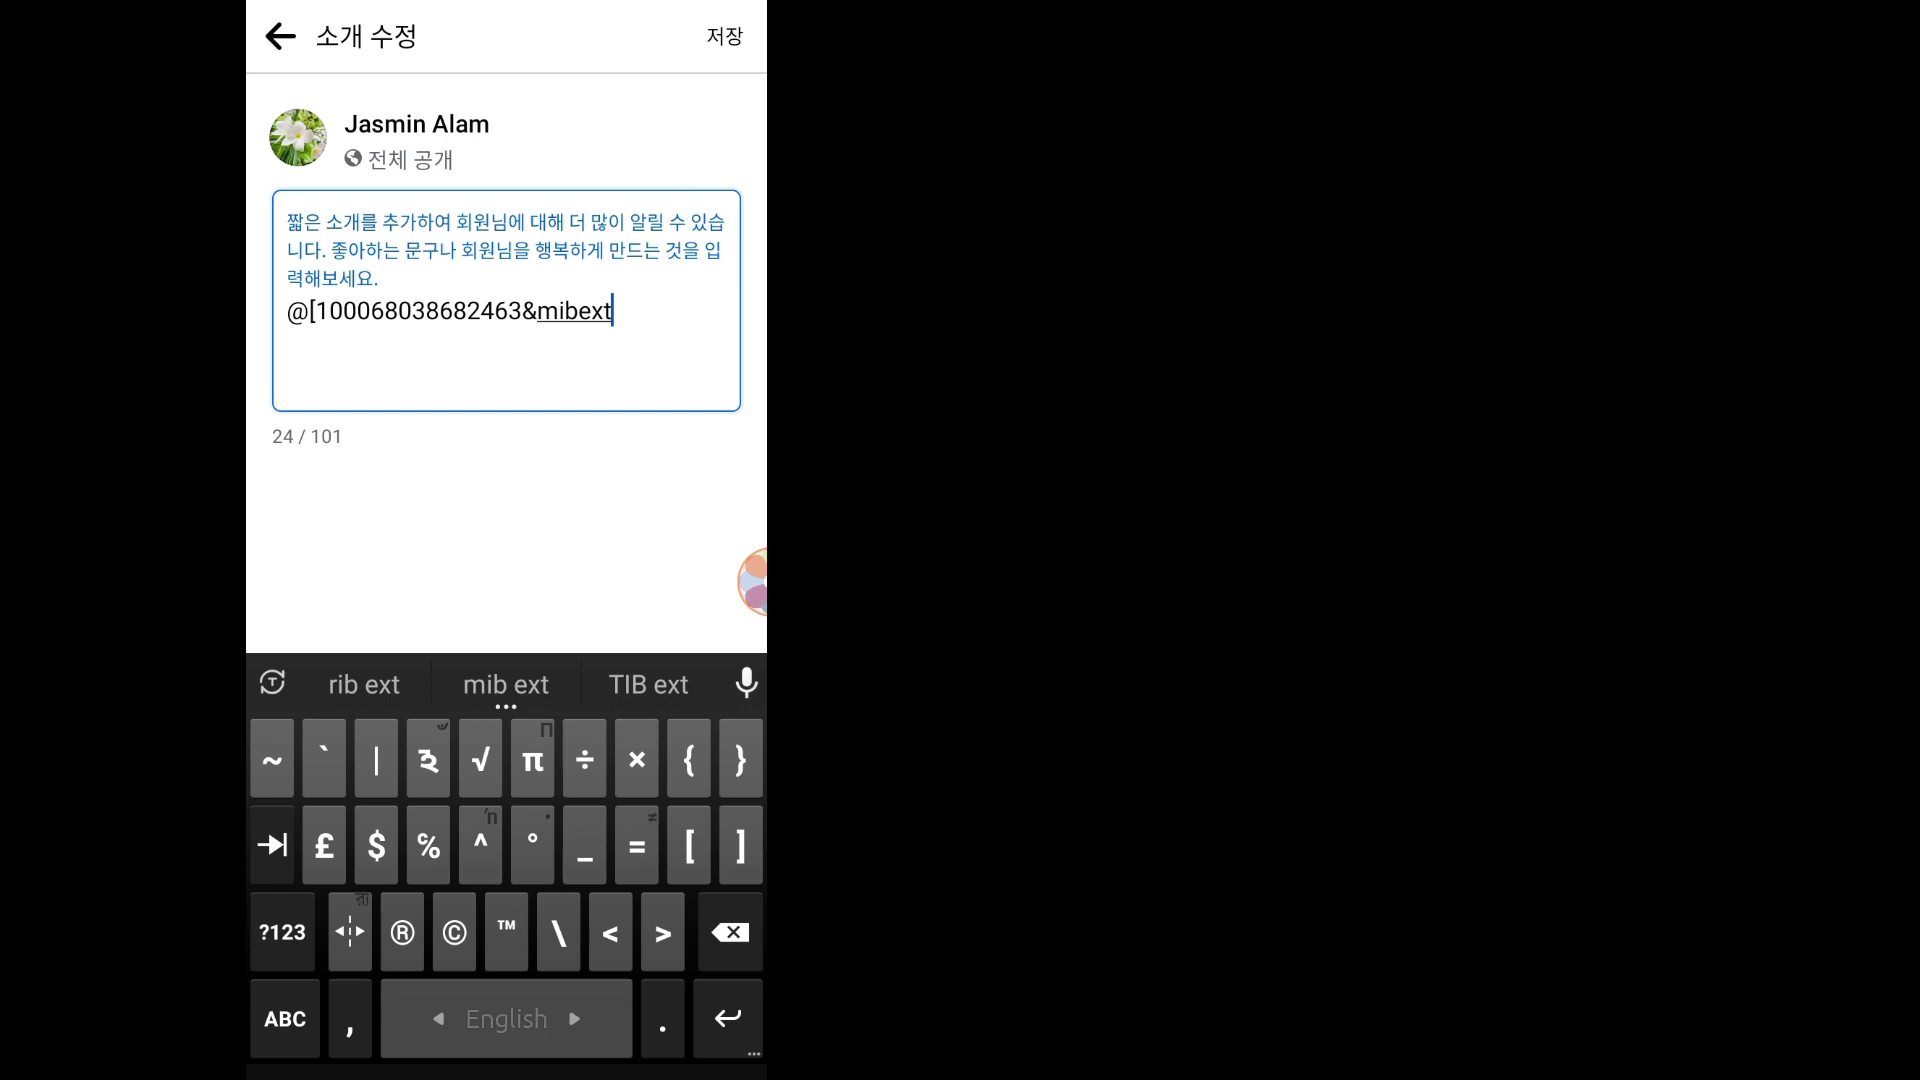 소개 수정
저장
Jasmin Alam
전체 공개
짧은 소개를 추가하여 회원님에 대해 더 많이 알릴 수 있습
니다. 좋아하는 문구나 회원님을 행복하게 만드는 것을 입
력해보세요.
@[100068038682463&mibext
24 / 101
rib ext
mib ext
TIB ext
~ ` | ৼ √ π ÷ × { }
£ $ ℅ ^ ° _ = [ ]
?123 ® © ™ \ < >
ABC , English .